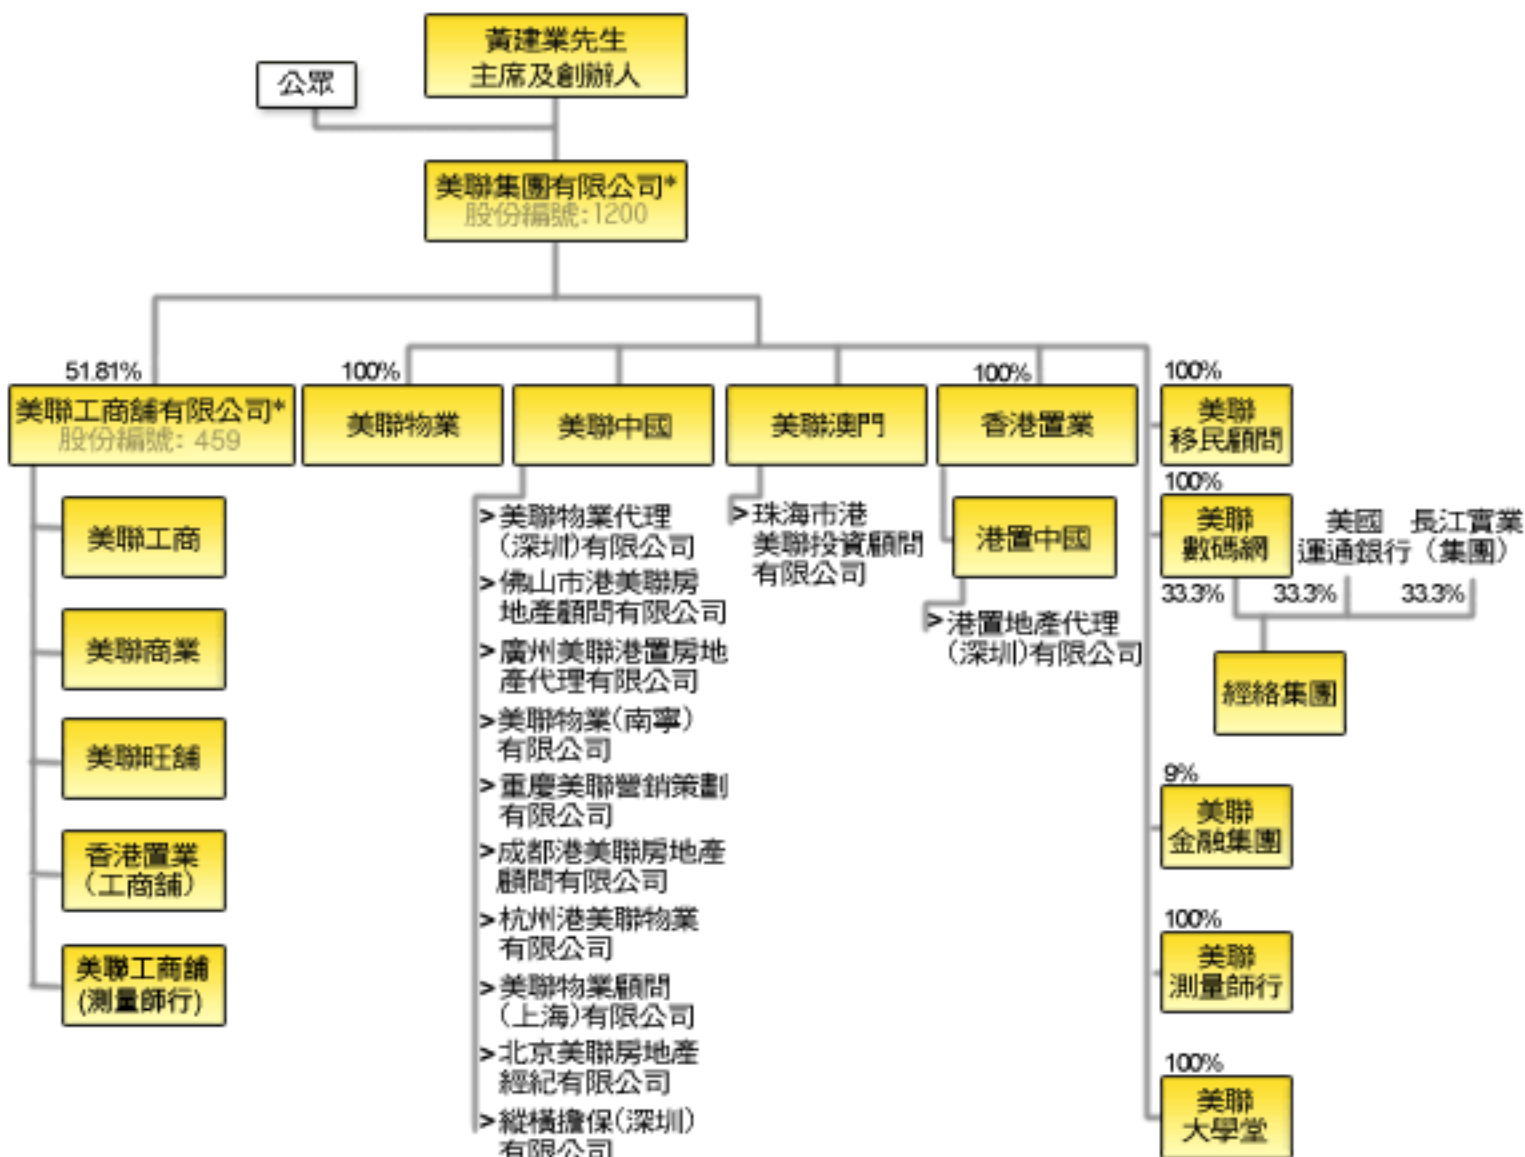 黃建業先生
主席及創辦人
公眾
美聯集團有限公司*
股份編號:1200
51.81%
美聯工商舖有限公司*
股份編號: 459
美聯工商
美聯商業
美聯旺舖
香港置業
（工商舖）
美聯工商舖
(測量師行)
100%
美聯物業
美聯中國
>美聯物業代理
（深圳)有限公司
>佛山市港美聯房
地產顧問有限公司
>廣州美聯港置房地
產代理有限公司
>美聯物業(南寧）
有限公司
>重慶美聯營銷策劃
有限公司
>成都港美聯房地產
顧問有限公司
>杭州港美聯物業
有限公司
>美聯物業顧問
（上海)有限公司
>北京美聯房地產
經紀有限公司
>縱橫擔保(深圳）
有限公司
美聯澳門
>珠海市港
美聯投資顧問
有限公司
100%
香港置業
港置中國
>港置地產代理
（深圳)有限公司
100%
美聯
移民顧問
100%
美聯
數碼網
美國
運通銀行
長江實業
（集團）
33.3%
33.3%
33.3%
經絡集團
9%
美聯
金融集團
100%
美聯
測量師行
100%
美聯
大學堂